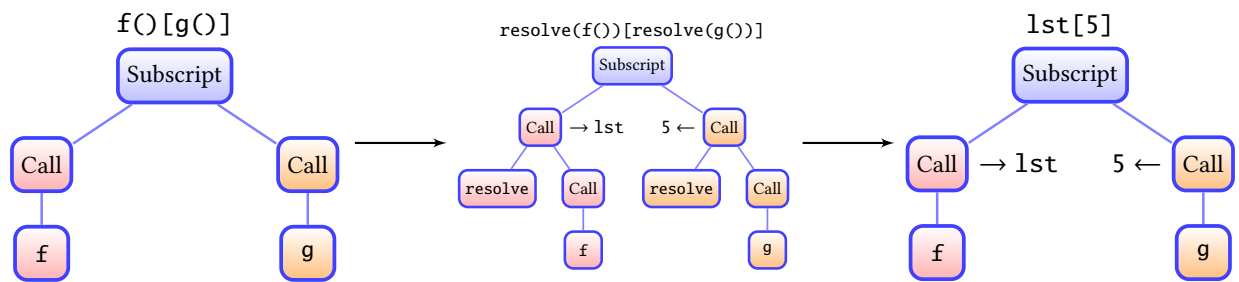 f()[g()]
Subscript
Call
Call
f
g
resolve(f())[resolve(g())]
Subscript
Call → lst
5 ← Call
resolve
Call
resolve
Call
f
g
lst[5]
Subscript
Call → lst
5 ← Call
f
g